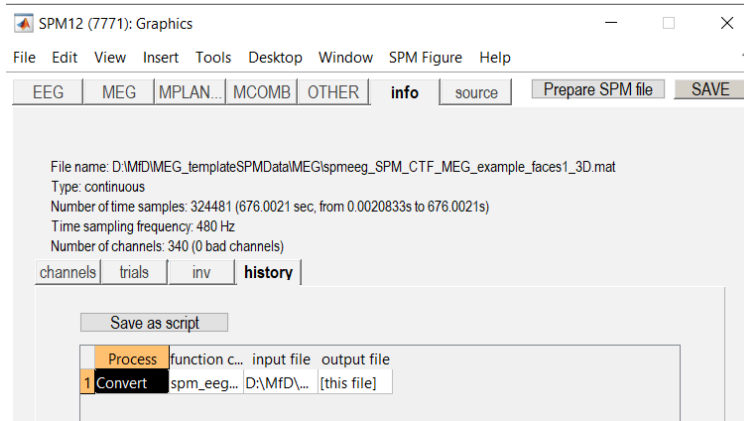 SPM12 (7771): Graphics
File Edit View Insert Tools Desktop Window SPM Figure Help
EEG MEG MPLAN... MCOMB OTHER info source Prepare SPM file SAVE
File name: D:\MfD\MEG_templateSPMData\MEG\spmeeg_SPM_CTF_MEG_example_faces1_3D.mat
Type: continuous
Number of time samples: 324481 (676.0021 sec, from 0.0020833s to 676.0021s)
Time sampling frequency: 480 Hz
Number of channels: 340 (0 bad channels)
channels trials inv history
Save as script
Process function c... input file output file
1 Convert spm_eeg... D:\MfD\... [this file]